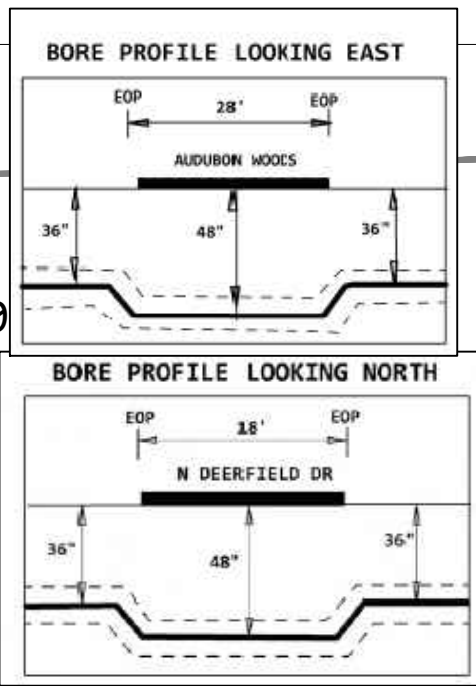 BORE PROFILE LOOKING EAST
EOP 28' EOP
AUDUBON WOODS
36" 48" 36"
BORE PROFILE LOOKING NORTH
EOP 18' EOP
N DEERFIELD DR
36" 48" 36"